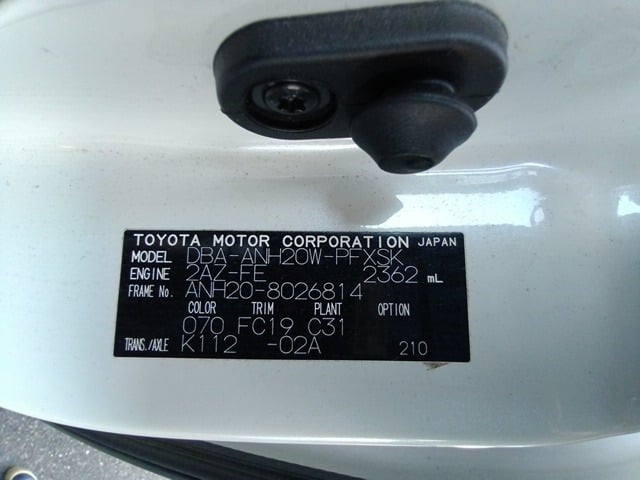 TOYOTA MOTOR CORPORATION JAPAN
MODEL DBA-ANH20W-PFXSK
ENGINE 2AZ-FE 2362 mL
FRAME No. ANH20-8026814
COLOR TRIM PLANT OPTION
070 FC19 C31
TRANS./AXLE K112 -02A 210